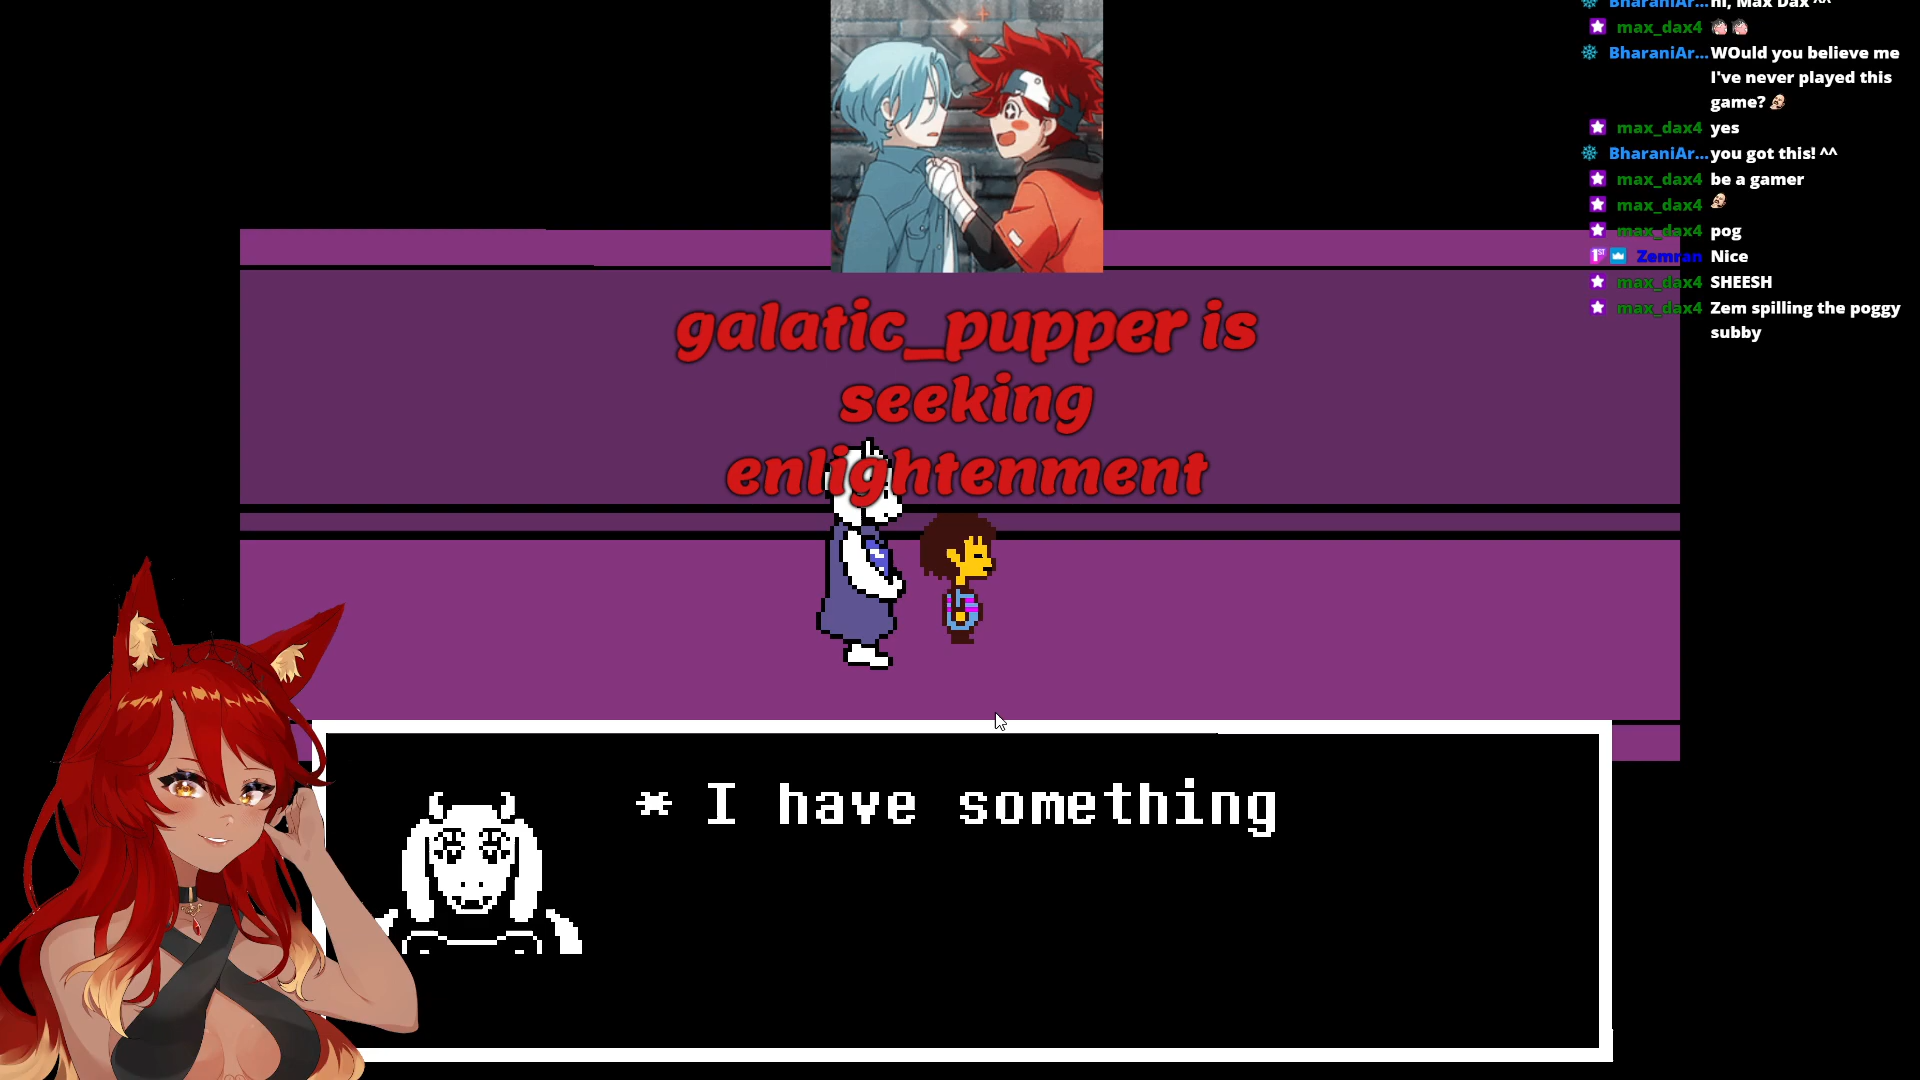 BharaniAr... hi, Max Dax ^^
max_dax4
BharaniAr... WOuld you believe me
I've never played this
game?
max_dax4 yes
BharaniAr... you got this! ^^
max_dax4 be a gamer
max_dax4
max_dax4 pog
1ST Zemran Nice
max_dax4 SHEESH
max_dax4 Zem spilling the poggy
subby
galatic_pupper is
seeking
enlightenment
* I have something